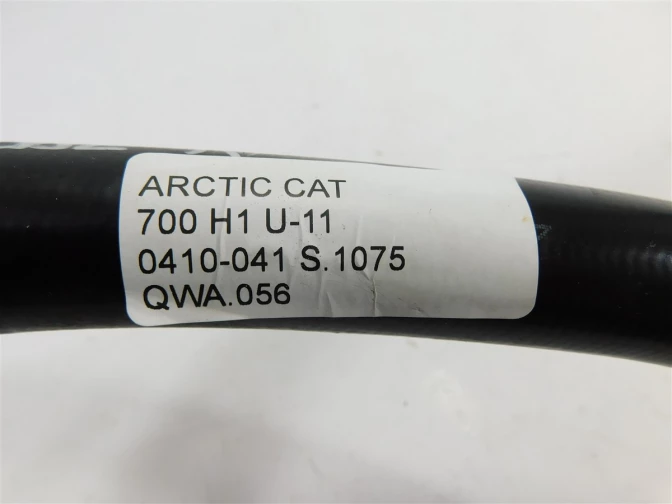 ARCTIC CAT
700 H1 U-11
0410-041 S.1075
QWA.056